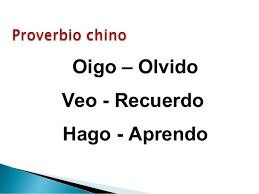 Proverbio chino
Oigo – Olvido
Veo - Recuerdo
Hago - Aprendo